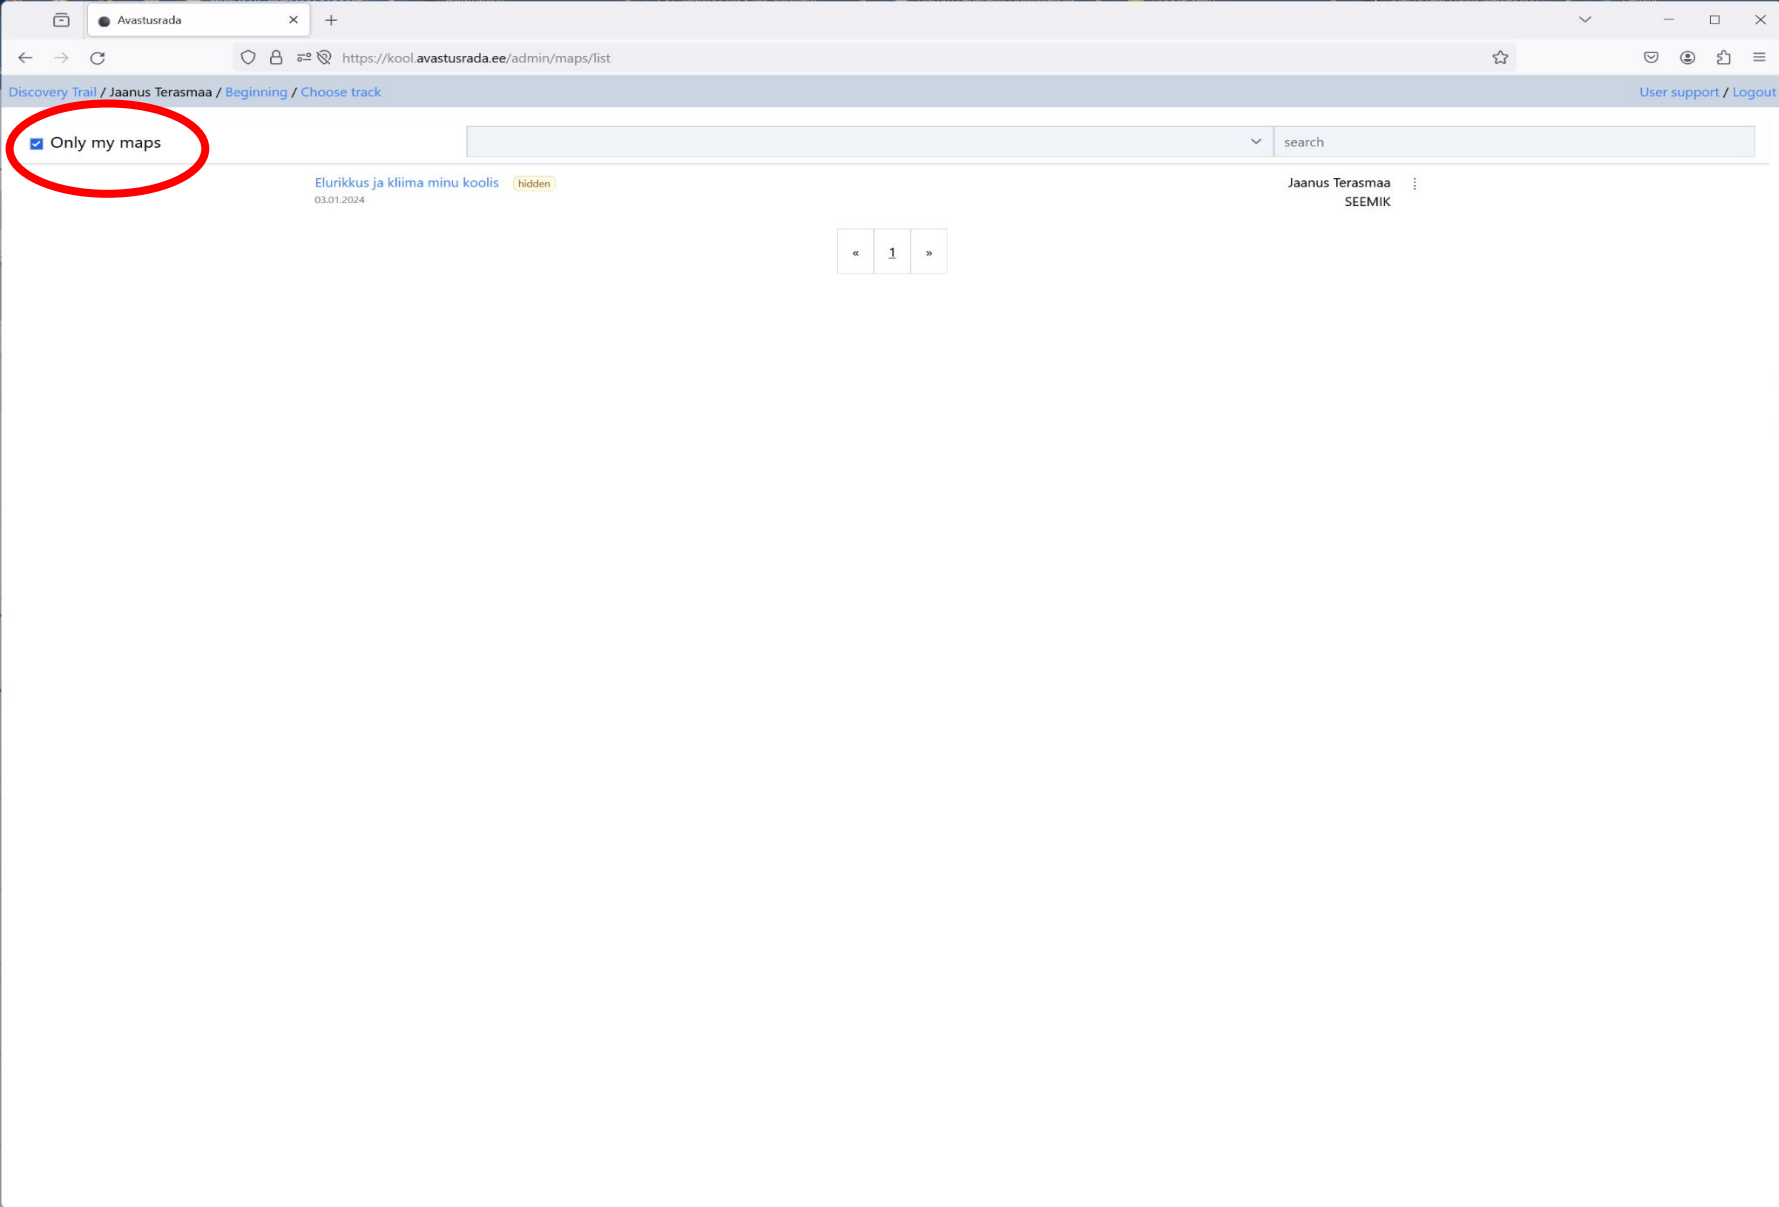 Avastusrada
https://kool.avastusrada.ee/admin/maps/list
Discovery Trail / Jaanus Terasmaa / Beginning / Choose track
User support / Logout
Only my maps
search
Elurikkus ja kliima minu koolis hidden
03.01.2024
Jaanus Terasmaa
SEEMIK
« 1 »